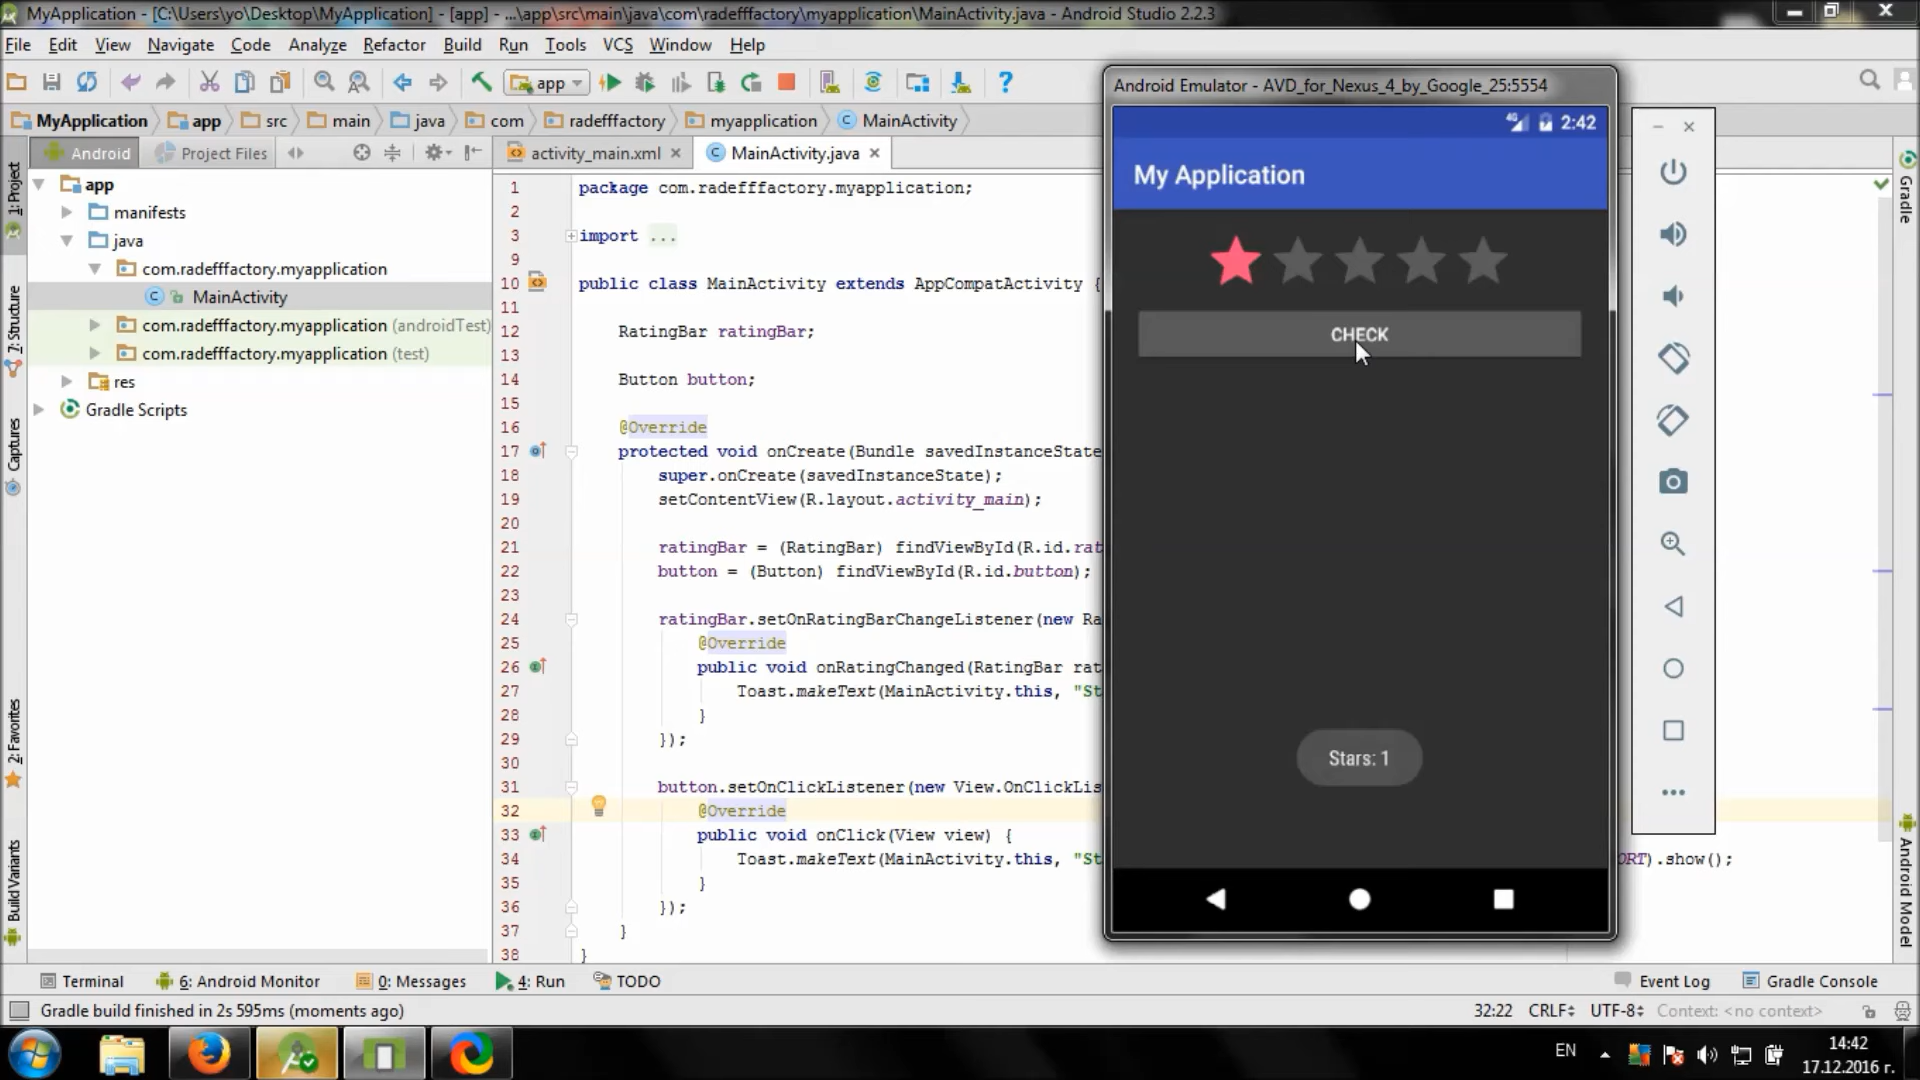 MyApplication - [C:\Users\yo\Desktop\MyApplication] - [app] - ...\app\src\main\java\com\radefffactory\myapplication\MainActivity.java - Android Studio 2.2.3
File Edit View Navigate Code Analyze Refactor Build Run Tools VCS Window Help
app
MyApplication app src main java com radefffactory myapplication MainActivity
Android Project Files
activity_main.xml MainActivity.java
1: Project
7: Structure
Captures
2: Favorites
Build Variants
app
manifests
java
com.radefffactory.myapplication
MainActivity
com.radefffactory.myapplication (androidTest)
com.radefffactory.myapplication (test)
res
Gradle Scripts
1 package com.radefffactory.myapplication;
2
3 import ...
9
10 public class MainActivity extends AppCompatActivity {
11
12 RatingBar ratingBar;
13
14 Button button;
15
16 @Override
17 protected void onCreate(Bundle savedInstanceState
18 super.onCreate(savedInstanceState);
19 setContentView(R.layout.activity_main);
20
21 ratingBar = (RatingBar) findViewById(R.id.rat
22 button = (Button) findViewById(R.id.button);
23
24 ratingBar.setOnRatingBarChangeListener(new Ra
25 @Override
26 public void onRatingChanged(RatingBar rat
27 Toast.makeText(MainActivity.this, "St
28 }
29 });
30
31 button.setOnClickListener(new View.OnClickLis
32 @Override
33 public void onClick(View view) {
34 Toast.makeText(MainActivity.this, "St ORT).show();
35 }
36 });
37 }
38 }
Android Emulator - AVD_for_Nexus_4_by_Google_25:5554
4G 2:42
My Application
CHECK
Stars: 1
Gradle
Android Model
Terminal 6: Android Monitor 0: Messages 4: Run TODO Event Log Gradle Console
Gradle build finished in 2s 595ms (moments ago) 32:22 CRLF UTF-8 Context: <no context>
EN
14:42
17.12.2016 г.